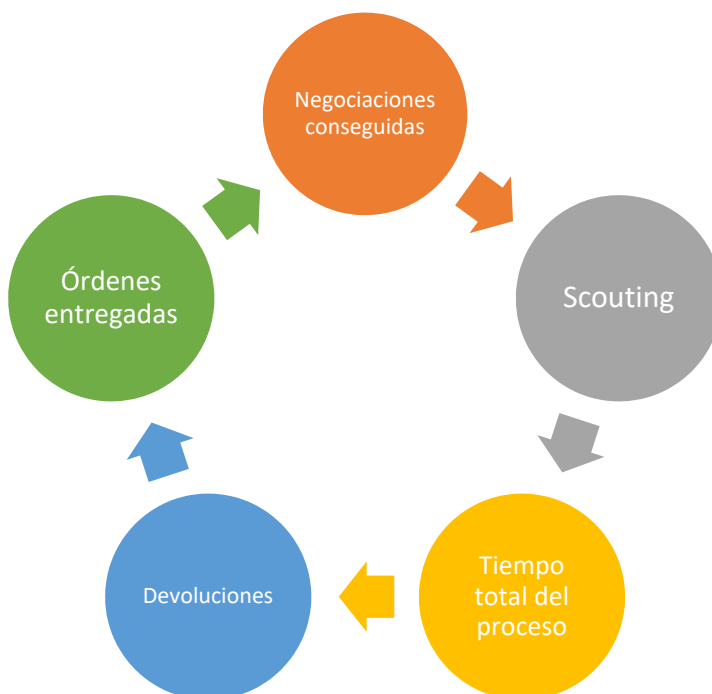 Negociaciones
conseguidas
Scouting
Tiempo
total del
proceso
Devoluciones
Órdenes
entregadas